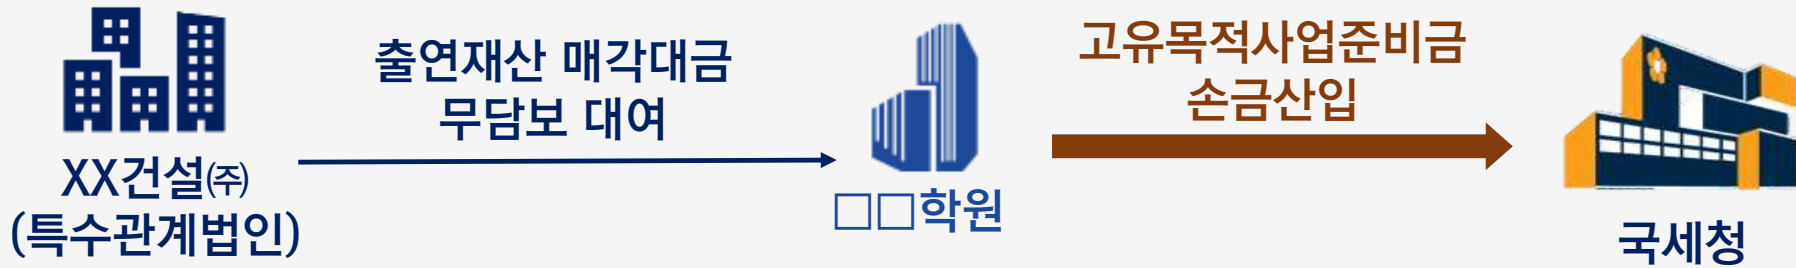 출연재산 매각대금
무담보 대여
고유목적사업준비금
손금산입
XX건설㈜
(특수관계법인)
□□학원
국세청